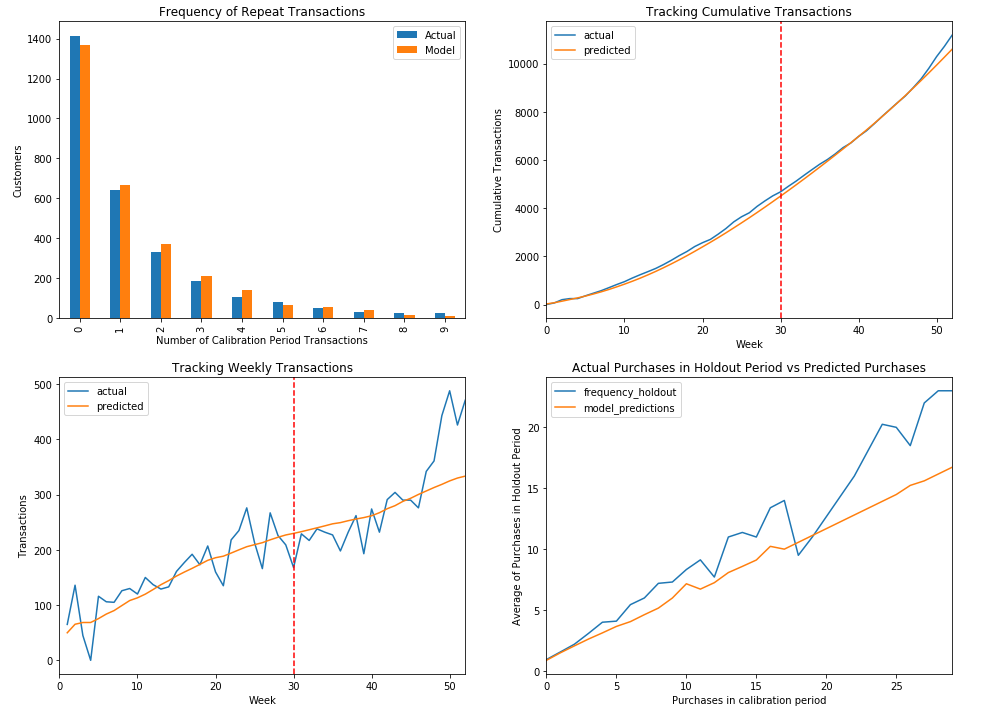 Frequency of Repeat Transactions
1400
1200
1000
800
600
400
200
0
Customers
Actual
Model
0 1 2 3 4 5 6 7 8 9
Number of Calibration Period Transactions
Tracking Cumulative Transactions
10000
8000
6000
4000
2000
0
Cumulative Transactions
actual
predicted
0 10 20 30 40 50
Week
Tracking Weekly Transactions
500
400
300
200
100
0
Transactions
actual
predicted
0 10 20 30 40 50
Week
Actual Purchases in Holdout Period vs Predicted Purchases
20
15
10
5
0
Average of Purchases in Holdout Period
frequency_holdout
model_predictions
0 5 10 15 20 25
Purchases in calibration period